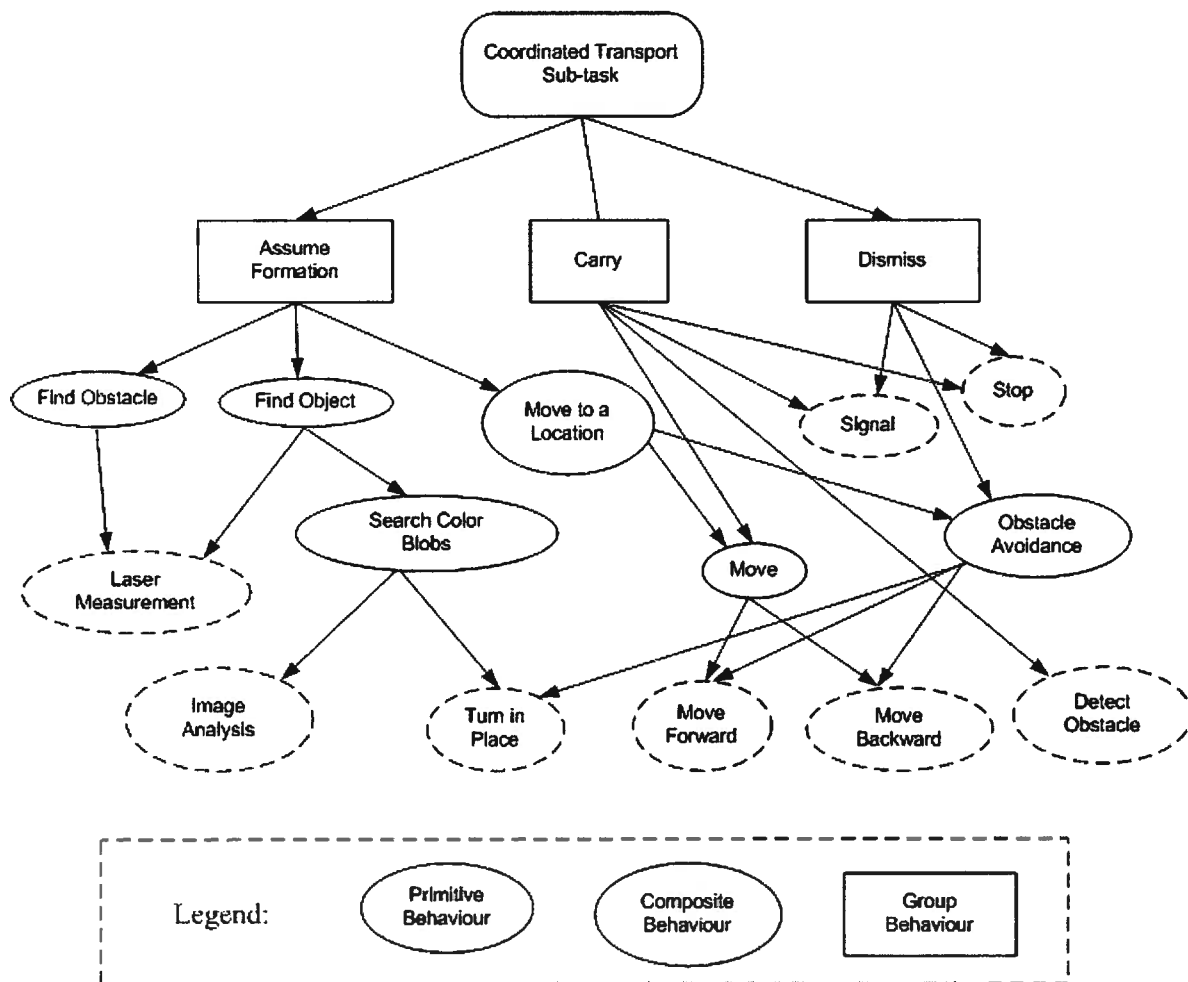 Coordinated Transport
Sub-task
Assume
Formation
Carry
Dismiss
Find Obstacle
Find Object
Move to a
Location
Signal
Stop
Search Color
Blobs
Obstacle
Avoidance
Move
Laser
Measurement
Image
Analysis
Turn in
Place
Move
Forward
Move
Backward
Detect
Obstacle
Legend:
Primitive
Behaviour
Composite
Behaviour
Group
Behaviour